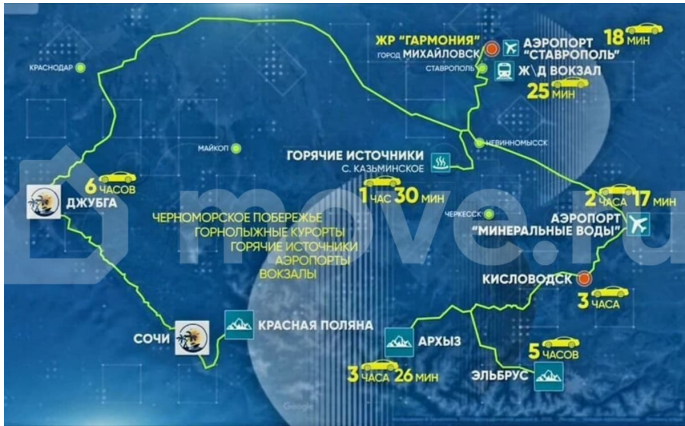 ЖР "ГАРМОНИЯ"
ГОРОД МИХАЙЛОВСК
АЭРОПОРТ
"СТАВРОПОЛЬ"
18 МИН
КРАСНОДАР
СТАВРОПОЛЬ
Ж\Д ВОКЗАЛ
25 МИН
МАЙКОП
НЕВИННОМЫССК
ГОРЯЧИЕ ИСТОЧНИКИ
С. КАЗЬМИНСКОЕ
1 ЧАС 30 МИН
6 ЧАСОВ
ДЖУБГА
2 ЧАСА 17 МИН
ЧЕРКЕССК
АЭРОПОРТ
"МИНЕРАЛЬНЫЕ ВОДЫ"
ЧЕРНОМОРСКОЕ ПОБЕРЕЖЬЕ
ГОРНОЛЫЖНЫЕ КУРОРТЫ
ГОРЯЧИЕ ИСТОЧНИКИ
АЭРОПОРТЫ
ВОКЗАЛЫ
move.ru
КИСЛОВОДСК
3 ЧАСА
КРАСНАЯ ПОЛЯНА
СОЧИ
АРХЫЗ
3 ЧАСА 26 МИН
5 ЧАСОВ
ЭЛЬБРУС
Google